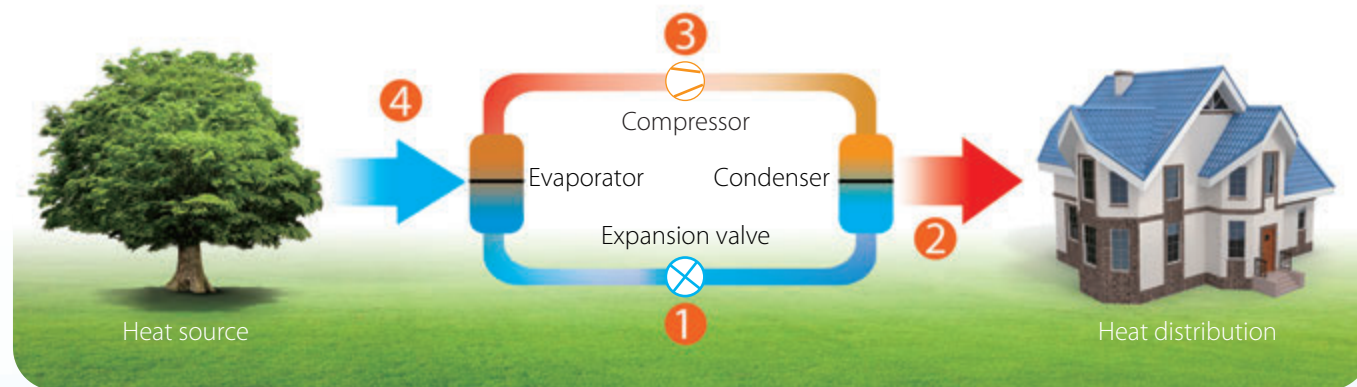 3
Compressor
4
Evaporator
Condenser
2
Expansion valve
1
Heat source
Heat distribution